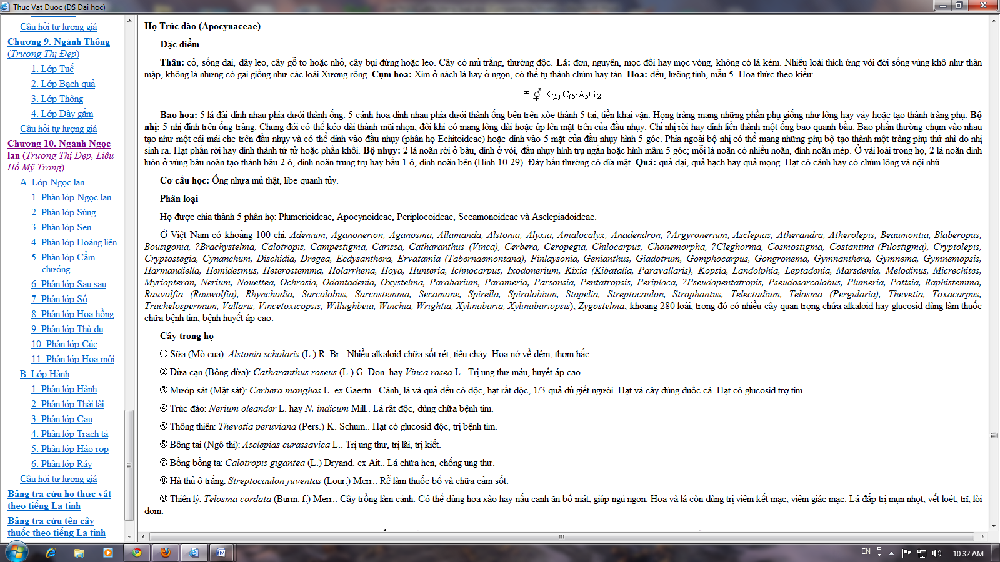 Thuc Vat Duoc (DS Dai hoc)
Câu hỏi tự lượng giá
Chương 9. Ngành Thông
(Trương Thị Đẹp)
1. Lớp Tuế
2. Lớp Bạch quả
3. Lớp Thông
4. Lớp Dây gắm
Câu hỏi tự lượng giá
Chương 10. Ngành Ngọc
lan (Trương Thị Đẹp, Liêu
Hồ Mỹ Trang)
A. Lớp Ngọc lan
1. Phân lớp Ngọc lan
2. Phân lớp Súng
3. Phân lớp Sen
4. Phân lớp Hoàng liên
5. Phân lớp Cẩm
chướng
6. Phân lớp Sau sau
7. Phân lớp Sổ
8. Phân lớp Hoa hồng
9. Phân lớp Thù du
10. Phân lớp Cúc
11. Phân lớp Hoa môi
B. Lớp Hành
1. Phân lớp Hành
2. Phân lớp Thài lài
3. Phân lớp Cau
4. Phân lớp Trạch tả
5. Phân lớp Háo rợp
6. Phân lớp Ráy
Câu hỏi tự lượng giá
Bảng tra cứu họ thực vật
theo tiếng La tinh
Bảng tra cứu tên cây
thuốc theo tiếng La tinh
Họ Trúc đào (Apocynaceae)
Đặc điểm
Thân: cỏ, sống dai, dây leo, cây gỗ to hoặc nhỏ, cây bụi đứng hoặc leo. Cây có mủ trắng, thường độc. Lá: đơn, nguyên, mọc đối hay mọc vòng, không có lá kèm. Nhiều loài thích ứng với đời sống vùng khô như thân
mập, không lá nhưng có gai giống như các loài Xương rồng. Cụm hoa: Xim ở nách lá hay ở ngọn, có thể tụ thành chùm hay tán. Hoa: đều, lưỡng tính, mẫu 5. Hoa thức theo kiểu:
* ⚥ K(5) C(5)A5G2
Bao hoa: 5 lá đài dính nhau phía dưới thành ống. 5 cánh hoa dính nhau phía dưới thành ống bên trên xòe thành 5 tai, tiền khai vặn. Họng tràng mang những phần phụ giống như lông hay vảy hoặc tạo thành tràng phụ. Bộ
nhị: 5 nhị đính trên ống tràng. Chung đới có thể kéo dài thành mũi nhọn, đôi khi có mang lông dài hoặc úp lên mặt trên của đầu nhụy. Chỉ nhị rời hay dính liền thành một ống bao quanh bầu. Bao phấn thường chụm vào nhau
tạo như một cái mái che trên đầu nhụy và có thể dính vào đầu nhụy (phân họ Echitoideae) hoặc dính vào 5 mặt của đầu nhụy hình 5 góc. Phía ngoài bộ nhị có thể mang những phụ bộ tạo thành một tràng phụ thứ nhì do nhị
sinh ra. Hạt phấn rời hay dính thành tứ tử hoặc phấn khối. Bộ nhụy: 2 lá noãn rời ở bầu, dính ở vòi, đầu nhụy hình trụ ngắn hoặc hình mâm 5 góc; mỗi lá noãn có nhiều noãn, đính noãn mép. Ở vài loài trong họ, 2 lá noãn dính
luôn ở vùng bầu noãn tạo thành bầu 2 ô, đính noãn trung trụ hay bầu 1 ô, đính noãn bên (Hình 10.29). Đáy bầu thường có đĩa mật. Quả: quả đại, quả hạch hay quả mọng. Hạt có cánh hay có chùm lông và nội nhũ.
Cơ cấu học: Ống nhựa mủ thật, libe quanh tủy.
Phân loại
Họ được chia thành 5 phân họ: Plumerioideae, Apocynoideae, Periplocoideae, Secamonoideae và Asclepiadoideae.
Ở Việt Nam có khoảng 100 chi: Adenium, Aganonerion, Aganosma, Allamanda, Alstonia, Alyxia, Amalocalyx, Anadendron, ?Argyronerium, Asclepias, Atherandra, Atherolepis, Beaumontia, Blaberopus,
Bousigonia, ?Brachystelma, Calotropis, Campestigma, Carissa, Catharanthus (Vinca), Cerbera, Ceropegia, Chilocarpus, Chonemorpha, ?Cleghornia, Cosmostigma, Costantina (Pilostigma), Cryptolepis,
Cryptostegia, Cynanchum, Dischidia, Dregea, Ecdysanthera, Ervatamia (Tabernaemontana), Finlaysonia, Genianthus, Giadotrum, Gomphocarpus, Gongronema, Gymnanthera, Gymnema, Gymnemopsis,
Harmandiella, Hemidesmus, Heterostemma, Holarrhena, Hoya, Hunteria, Ichnocarpus, Ixodonerium, Kixia (Kibatalia, Paravallaris), Kopsia, Landolphia, Leptadenia, Marsdenia, Melodinus, Micrechites,
Myriopteron, Nerium, Nouettea, Ochrosia, Odontadenia, Oxystelma, Parabarium, Parameria, Parsonsia, Pentatropsis, Periploca, ?Pseudopentatropis, Pseudosarcolobus, Plumeria, Pottsia, Raphistemma,
Rauvolfia (Rauwolfia), Rhynchodia, Sarcolobus, Sarcostemma, Secamone, Spirella, Spirolobium, Stapelia, Streptocaulon, Strophantus, Telectadium, Telosma (Pergularia), Thevetia, Toxacarpus,
Trachelospermum, Vallaris, Vincetoxicopsis, Willughbeia, Winchia, Wrightia, Xylinabaria, Xylinabariopsis), Zygostelma; khoảng 280 loài; trong đó có nhiều cây quan trọng chứa alkaloid hay glucosid dùng làm thuốc
chữa bệnh tim, bệnh huyết áp cao.
Cây trong họ
① Sữa (Mò cua): Alstonia scholaris (L.) R. Br.. Nhiều alkaloid chữa sốt rét, tiêu chảy. Hoa nở về đêm, thơm hắc.
② Dừa cạn (Bông dừa): Catharanthus roseus (L.) G. Don. hay Vinca rosea L.. Trị ung thư máu, huyết áp cao.
③ Mướp sát (Mật sát): Cerbera manghas L. ex Gaertn.. Cành, lá và quả đều có độc, hạt rất độc, 1/3 quả đủ giết người. Hạt và cây dùng duốc cá. Hạt có glucosid trợ tim.
④ Trúc đào: Nerium oleander L. hay N. indicum Mill.. Lá rất độc, dùng chữa bệnh tim.
⑤ Thông thiên: Thevetia peruviana (Pers.) K. Schum.. Hạt có glucosid độc, trị bệnh tim.
⑥ Bông tai (Ngô thi): Asclepias curassavica L.. Trị ung thư, trị lãi, trị kiết.
⑦ Bồng bồng ta: Calotropis gigantea (L.) Dryand. ex Ait.. Lá chữa hen, chống ung thư.
⑧ Hà thủ ô trắng: Streptocaulon juventas (Lour.) Merr.. Rễ làm thuốc bổ và chữa cảm sốt.
⑨ Thiên lý: Telosma cordata (Burm. f.) Merr.. Cây trồng làm cảnh. Có thể dùng hoa xào hay nấu canh ăn bổ mát, giúp ngủ ngon. Hoa và lá còn dùng trị viêm kết mạc, viêm giác mạc. Lá đắp trị mụn nhọt, vết loét, trĩ, lòi
dom.
EN
10:32 AM